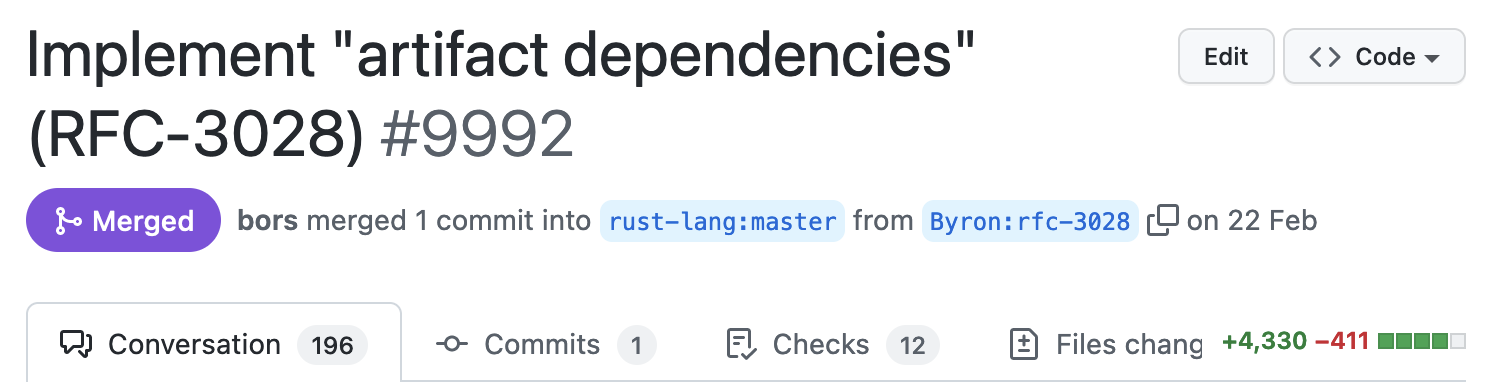 Implement "artifact dependencies"
(RFC-3028) #9992
Edit
Code
Merged
bors merged 1 commit into rust-lang:master from Byron:rfc-3028 on 22 Feb
Conversation 196
Commits 1
Checks 12
Files chang
+4,330 −411